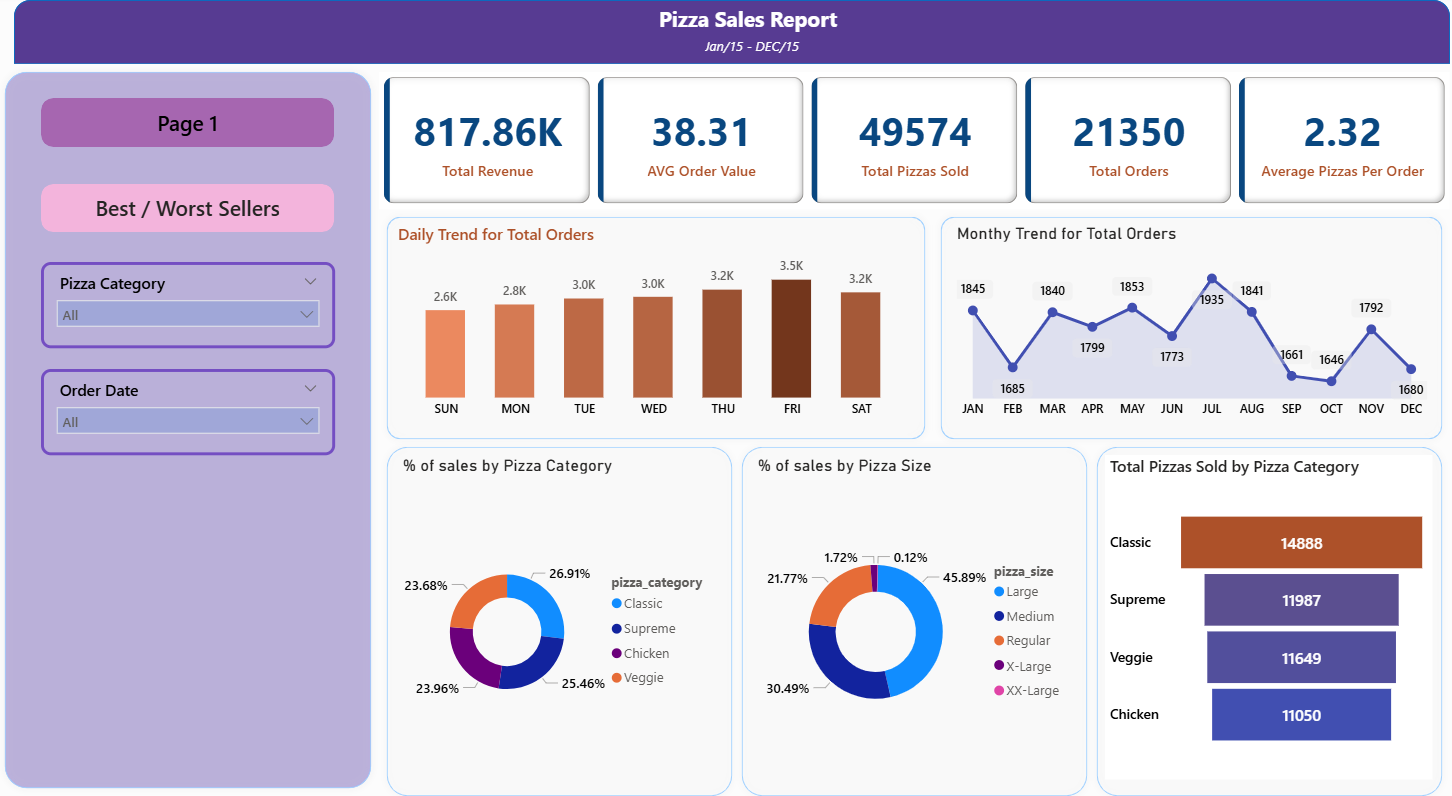 Pizza Sales Report
Jan/15 - DEC/15
Page 1
Best / Worst Sellers
Pizza Category
All
Order Date
All
817.86K
Total Revenue
38.31
AVG Order Value
49574
Total Pizzas Sold
21350
Total Orders
2.32
Average Pizzas Per Order
Daily Trend for Total Orders
2.6K 2.8K 3.0K 3.0K 3.2K 3.5K 3.2K
SUN MON TUE WED THU FRI SAT
Monthy Trend for Total Orders
1845 1685 1840 1799 1853 1773 1935 1841 1661 1646 1792 1680
JAN FEB MAR APR MAY JUN JUL AUG SEP OCT NOV DEC
% of sales by Pizza Category
26.91%
25.46%
23.96%
23.68%
pizza_category
Classic
Supreme
Chicken
Veggie
% of sales by Pizza Size
1.72% 0.12%
45.89%
30.49%
21.77%
pizza_size
Large
Medium
Regular
X-Large
XX-Large
Total Pizzas Sold by Pizza Category
Classic 14888
Supreme 11987
Veggie 11649
Chicken 11050